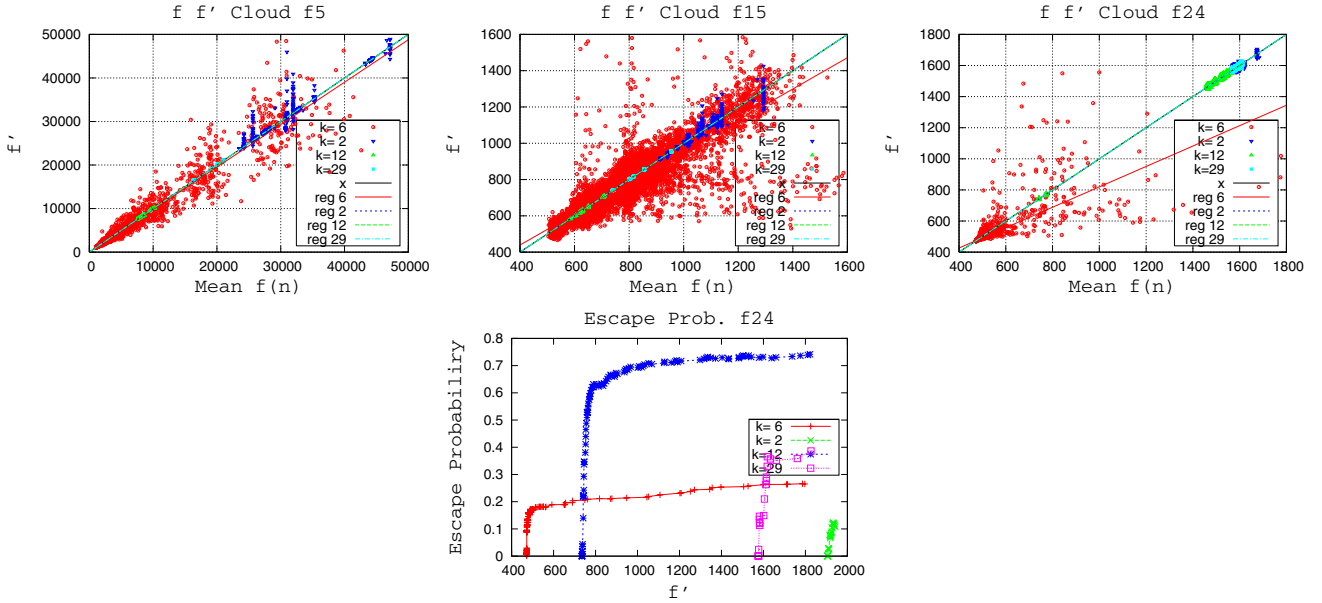 f f' Cloud f5
50000
40000
30000
20000
10000
0
f'
0 10000 20000 30000 40000 50000
Mean f(n)
k= 6
k= 2
k=12
k=29
x
reg 6
reg 2
reg 12
reg 29
f f' Cloud f15
1600
1400
1200
1000
800
600
400
f'
400 600 800 1000 1200 1400 1600
Mean f(n)
k= 6
k= 2
k=12
k=29
x
reg 6
reg 2
reg 12
reg 29
f f' Cloud f24
1800
1600
1400
1200
1000
800
600
400
f'
400 600 800 1000 1200 1400 1600 1800
Mean f(n)
k= 6
k= 2
k=12
k=29
x
reg 6
reg 2
reg 12
reg 29
Escape Prob. f24
0.8
0.7
0.6
0.5
0.4
0.3
0.2
0.1
0
Escape Probabiliry
400 600 800 1000 1200 1400 1600 1800 2000
f'
k= 6
k= 2
k=12
k=29